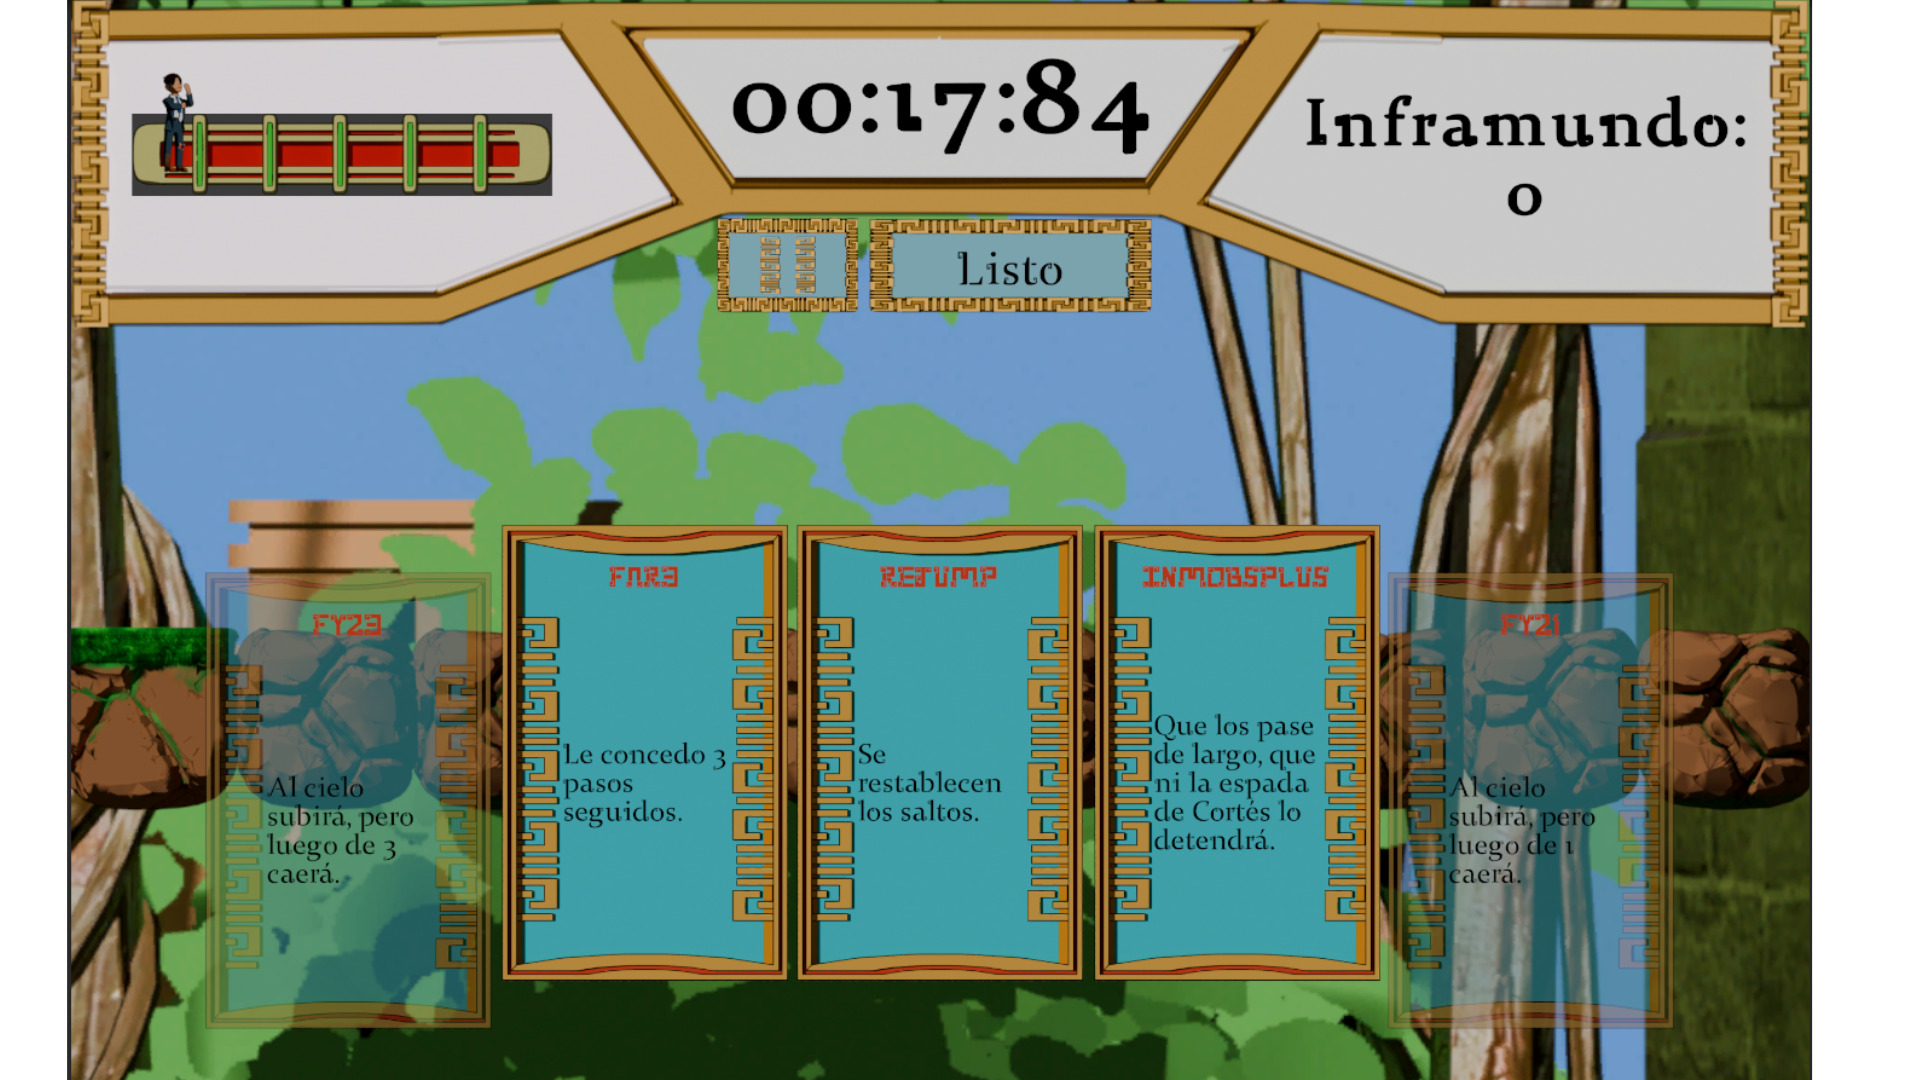 00:17:84
Inframundo:
0
Listo
FY23
Al cielo
subirá, pero
luego de 3
caerá.
FAR3
Le concedo 3
pasos
seguidos.
REJUMP
Se
restablecen
los saltos.
INMOBSPLUS
Que los pase
de largo, que
ni la espada
de Cortés lo
detendrá.
FY21
Al cielo
subirá, pero
luego de 1
caerá.